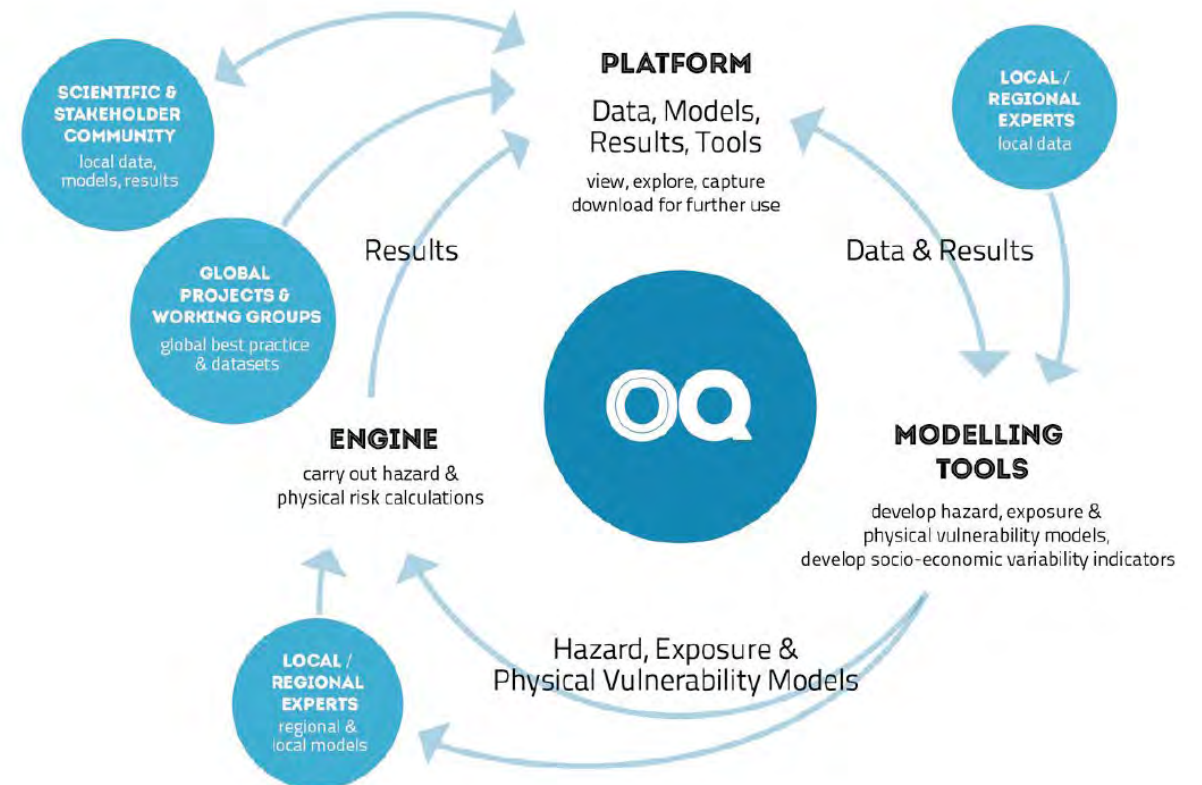 SCIENTIFIC &
STAKEHOLDER
COMMUNITY
local data,
models, results
GLOBAL
PROJECTS &
WORKING GROUPS
global best practice
& datasets
PLATFORM
Data, Models,
Results, Tools
view, explore, capture
download for further use
LOCAL /
REGIONAL
EXPERTS
local data
Results
Data & Results
OQ
ENGINE
carry out hazard &
physical risk calculations
MODELLING
TOOLS
develop hazard, exposure &
physical vulnerability models,
develop socio-economic variability indicators
Hazard, Exposure &
Physical Vulnerability Models
LOCAL /
REGIONAL
EXPERTS
regional &
local models